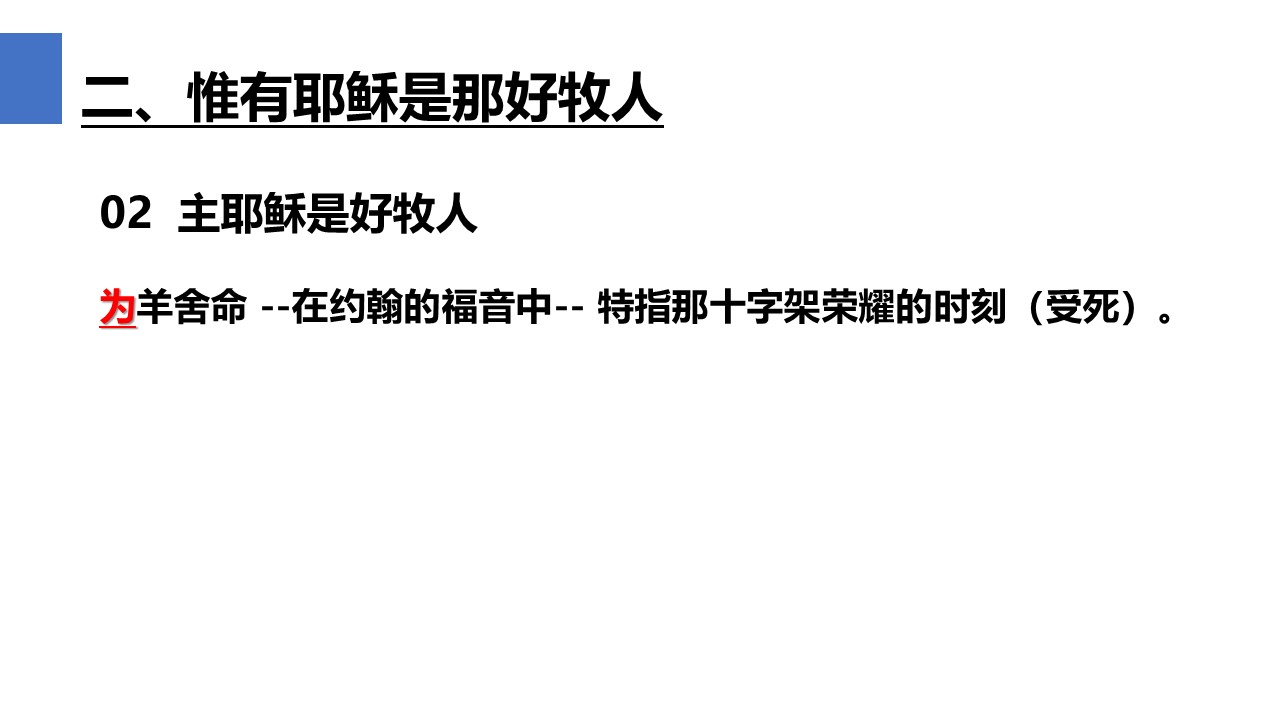 二、惟有耶稣是那好牧人
02 主耶稣是好牧人
为羊舍命 --在约翰的福音中-- 特指那十字架荣耀的时刻（受死）。